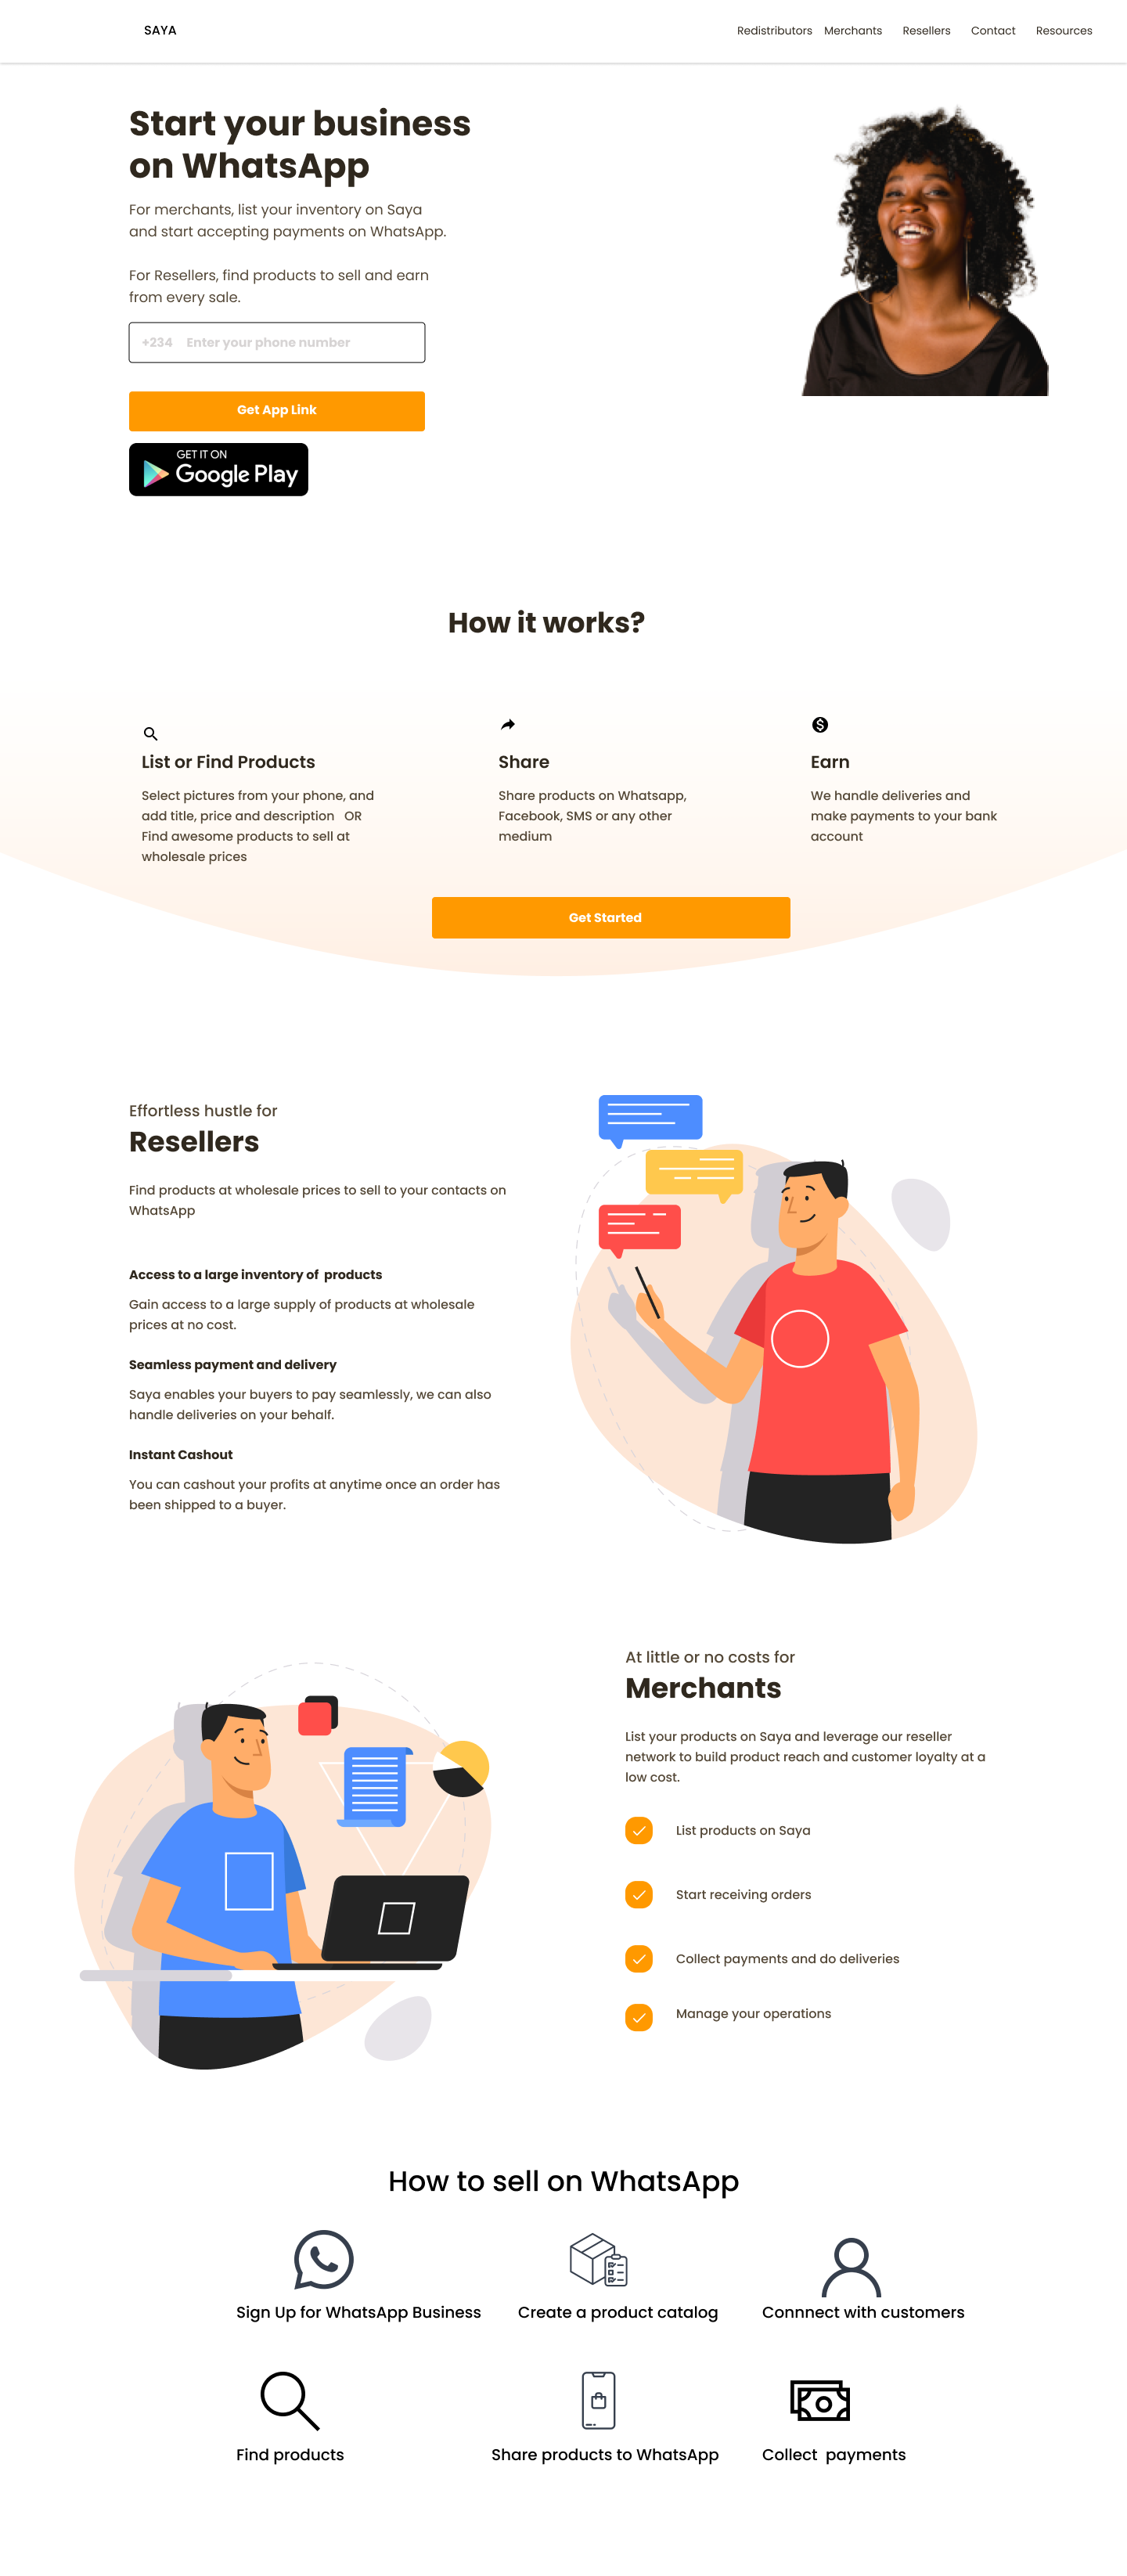 SAYA
Redistributors Merchants Resellers Contact Resources
Start your business
on WhatsApp
For merchants, list your inventory on Saya
and start accepting payments on WhatsApp.
For Resellers, find products to sell and earn
from every sale.
+234 Enter your phone number
Get App Link
GET IT ON
Google Play
How it works?
List or Find Products
Select pictures from your phone, and
add title, price and description OR
Find awesome products to sell at
wholesale prices
Share
Share products on Whatsapp,
Facebook, SMS or any other
medium
Earn
We handle deliveries and
make payments to your bank
account
Get Started
Effortless hustle for
Resellers
Find products at wholesale prices to sell to your contacts on
WhatsApp
Access to a large inventory of products
Gain access to a large supply of products at wholesale
prices at no cost.
Seamless payment and delivery
Saya enables your buyers to pay seamlessly, we can also
handle deliveries on your behalf.
Instant Cashout
You can cashout your profits at anytime once an order has
been shipped to a buyer.
At little or no costs for
Merchants
List your products on Saya and leverage our reseller
network to build product reach and customer loyalty at a
low cost.
List products on Saya
Start receiving orders
Collect payments and do deliveries
Manage your operations
How to sell on WhatsApp
Sign Up for WhatsApp Business
Create a product catalog
Connnect with customers
Find products
Share products to WhatsApp
Collect payments